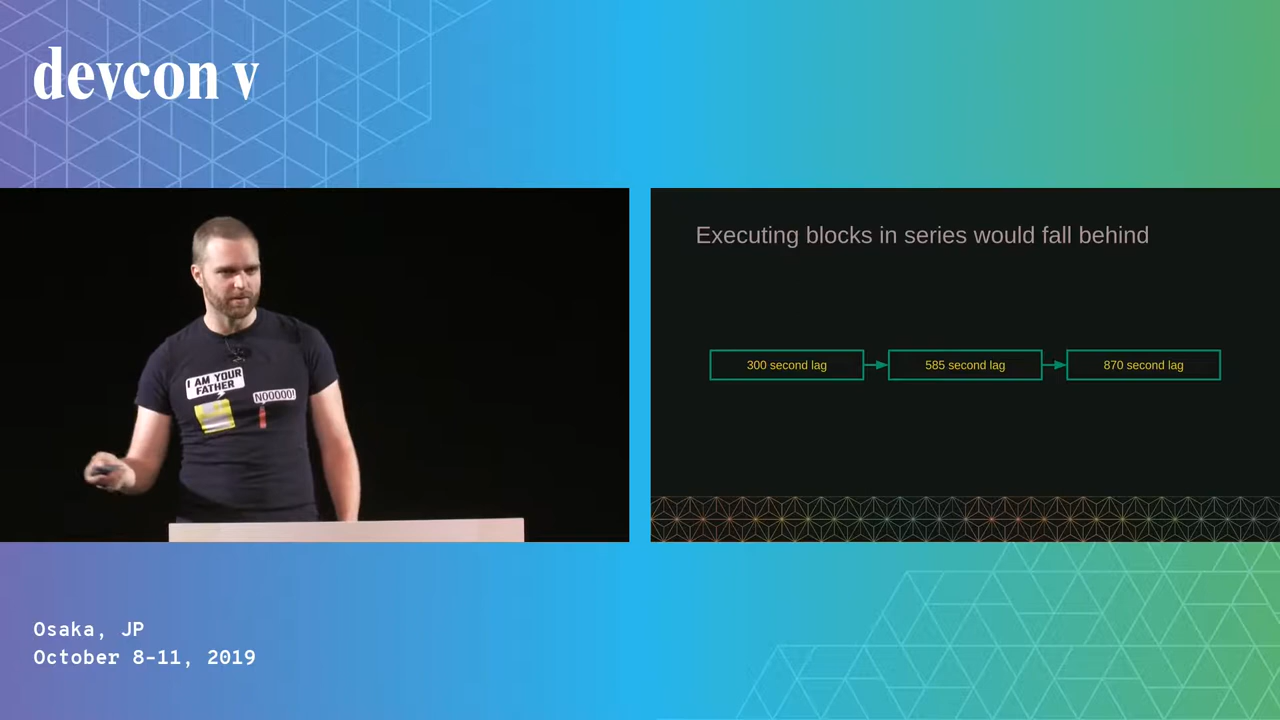 devcon v
I AM YOUR
FATHER
NOOOOO!
Executing blocks in series would fall behind
300 second lag
585 second lag
870 second lag
Osaka, JP
October 8-11, 2019